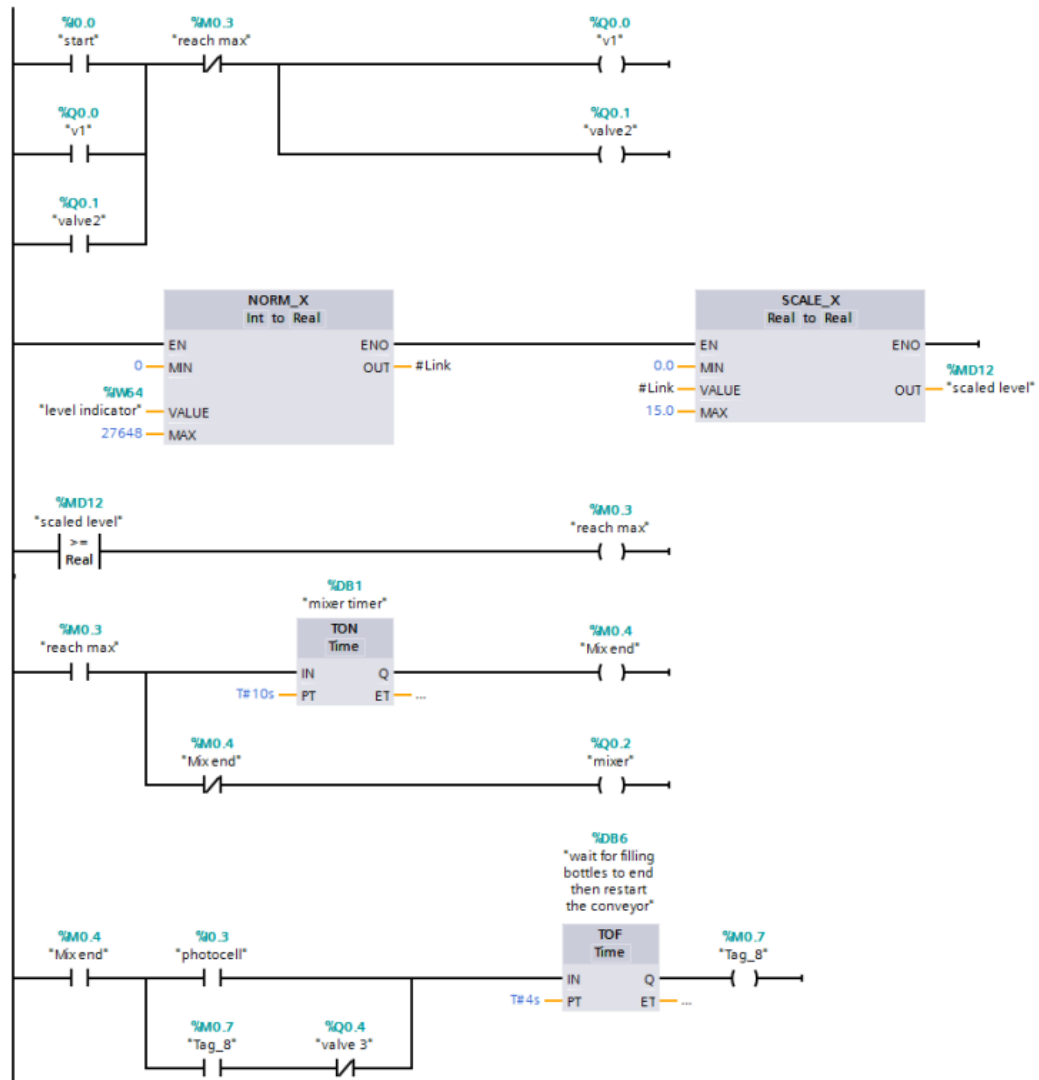 %I0.0
"start"
%M0.3
"reach max"
%Q0.0
"v1"
%Q0.0
"v1"
%Q0.1
"valve2"
%Q0.1
"valve2"
NORM_X
Int to Real
EN
ENO
0
MIN
OUT
#Link
%IW64
"level indicator"
VALUE
27648
MAX
SCALE_X
Real to Real
EN
ENO
0.0
MIN
%MD12
#Link
VALUE
OUT
"scaled level"
15.0
MAX
%MD12
"scaled level"
>=
Real
%M0.3
"reach max"
%DB1
"mixer timer"
%M0.3
"reach max"
TON
Time
%M0.4
"Mix end"
IN
Q
T#10s
PT
ET
...
%M0.4
"Mix end"
%Q0.2
"mixer"
%DB6
"wait for filling
bottles to end
then restart
the conveyor"
%M0.4
"Mix end"
%I0.3
"photocell"
TOF
Time
%M0.7
"Tag_8"
IN
Q
T#4s
PT
ET
...
%M0.7
"Tag_8"
%Q0.4
"valve 3"